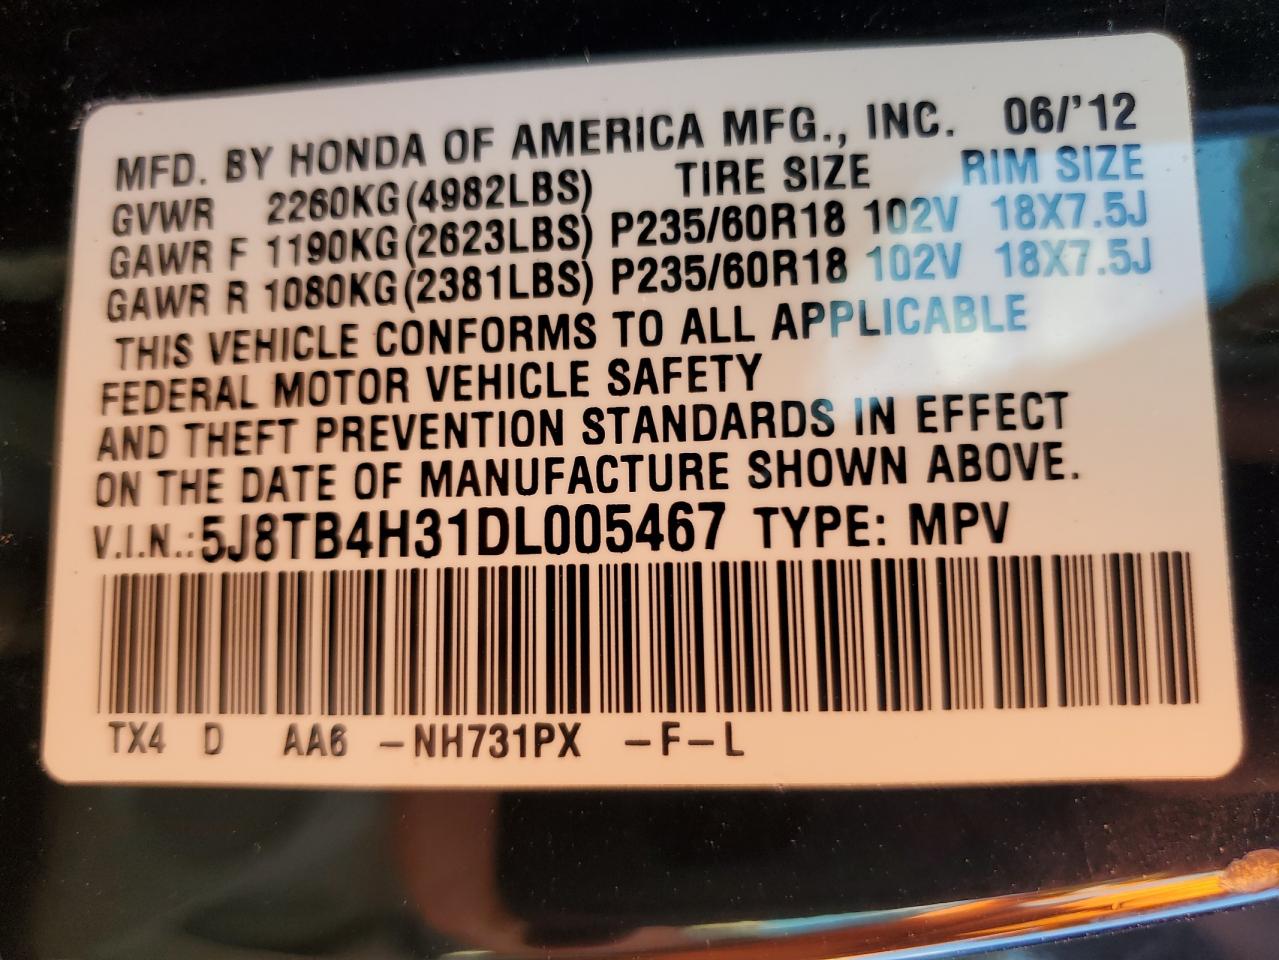 MFD. BY HONDA OF AMERICA MFG., INC. 06/'12
GVWR 2260KG(4982LBS) TIRE SIZE RIM SIZE
GAWR F 1190KG(2623LBS) P235/60R18 102V 18X7.5J
GAWR R 1080KG(2381LBS) P235/60R18 102V 18X7.5J
THIS VEHICLE CONFORMS TO ALL APPLICABLE
FEDERAL MOTOR VEHICLE SAFETY
AND THEFT PREVENTION STANDARDS IN EFFECT
ON THE DATE OF MANUFACTURE SHOWN ABOVE.
V.I.N.:5J8TB4H31DL005467 TYPE: MPV
TX4 D AA6 -NH731PX -F-L